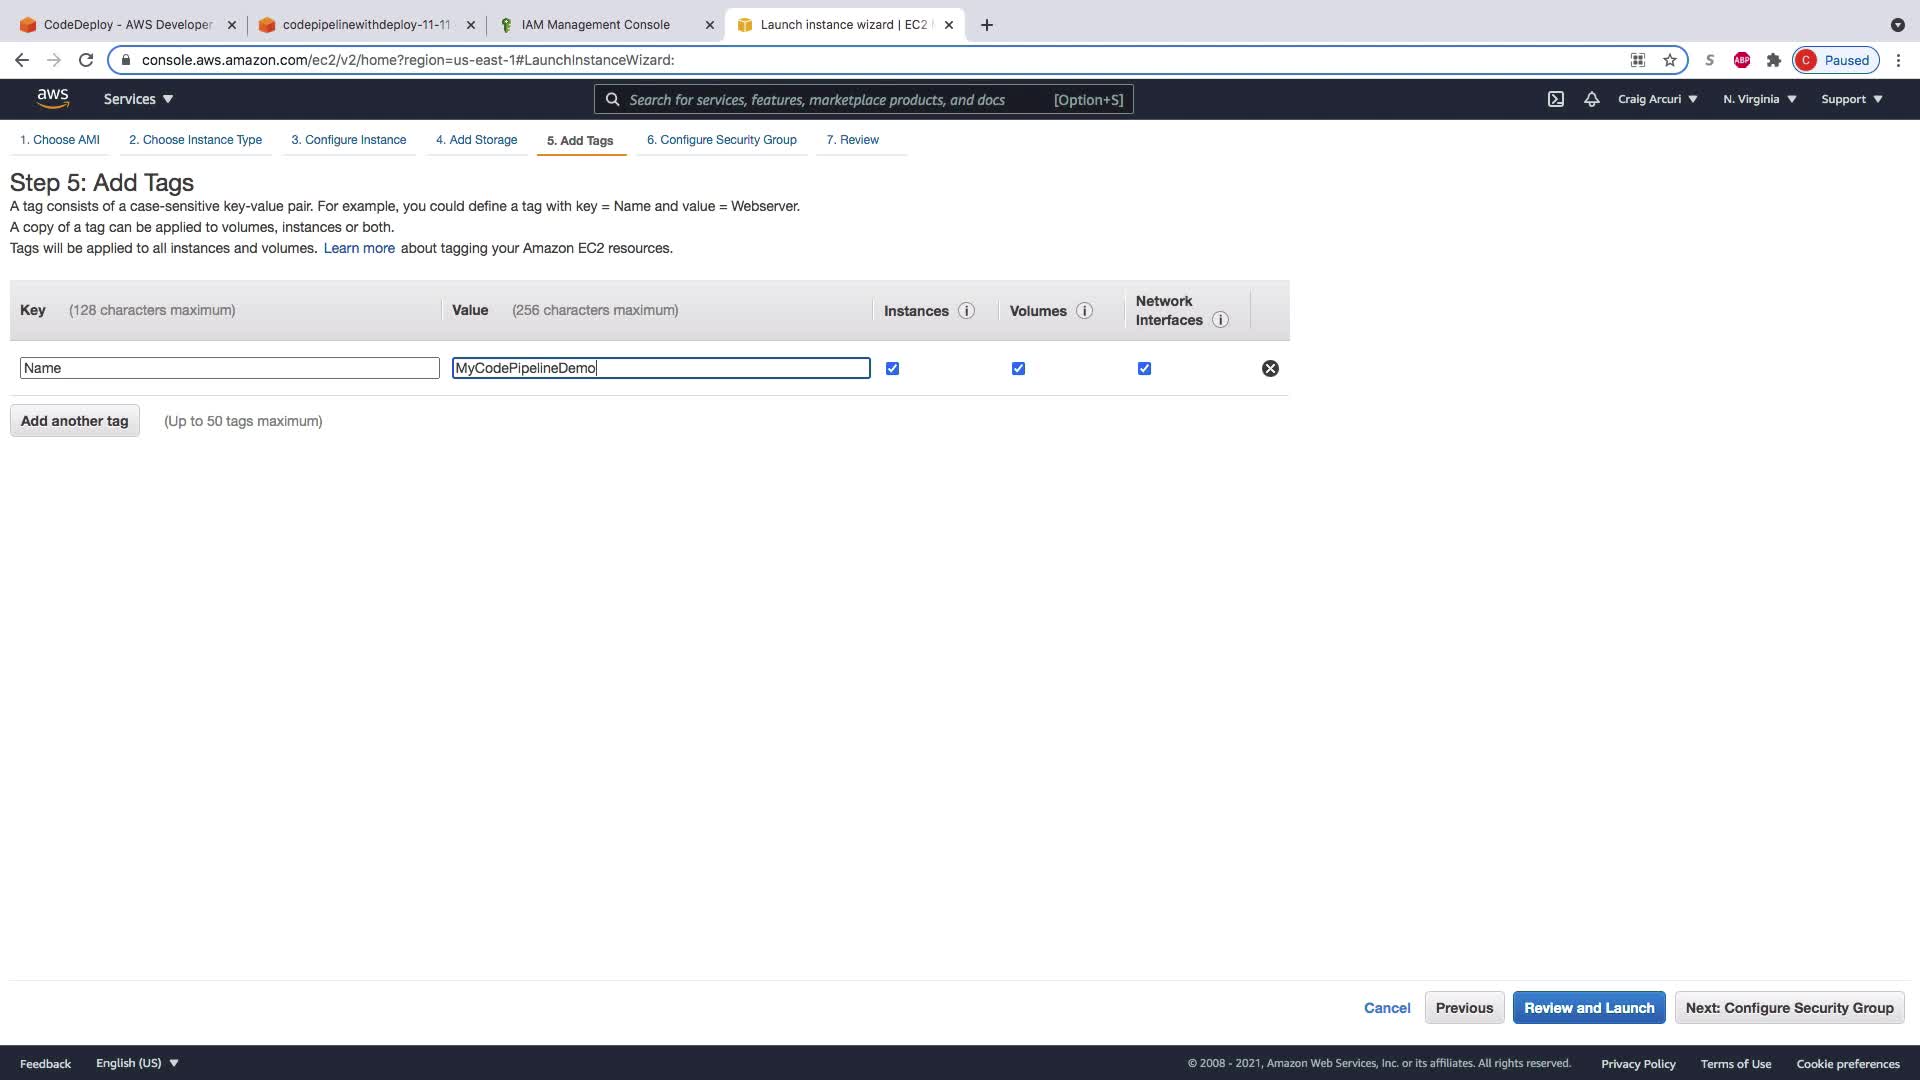 CodeDeploy - AWS Developer
codepipelinewithdeploy-11-11
IAM Management Console
Launch instance wizard | EC2
console.aws.amazon.com/ec2/v2/home?region=us-east-1#LaunchInstanceWizard:
S
ABP
C
Paused
aws
Services
Search for services, features, marketplace products, and docs
[Option+S]
Craig Arcuri
N. Virginia
Support
1. Choose AMI
2. Choose Instance Type
3. Configure Instance
4. Add Storage
5. Add Tags
6. Configure Security Group
7. Review
Step 5: Add Tags
A tag consists of a case-sensitive key-value pair. For example, you could define a tag with key = Name and value = Webserver.
A copy of a tag can be applied to volumes, instances or both.
Tags will be applied to all instances and volumes. Learn more about tagging your Amazon EC2 resources.
Key (128 characters maximum)
Value (256 characters maximum)
Instances
Volumes
Network
Interfaces
Name
MyCodePipelineDemo
Add another tag
(Up to 50 tags maximum)
Cancel
Previous
Review and Launch
Next: Configure Security Group
Feedback
English (US)
© 2008 - 2021, Amazon Web Services, Inc. or its affiliates. All rights reserved.
Privacy Policy
Terms of Use
Cookie preferences